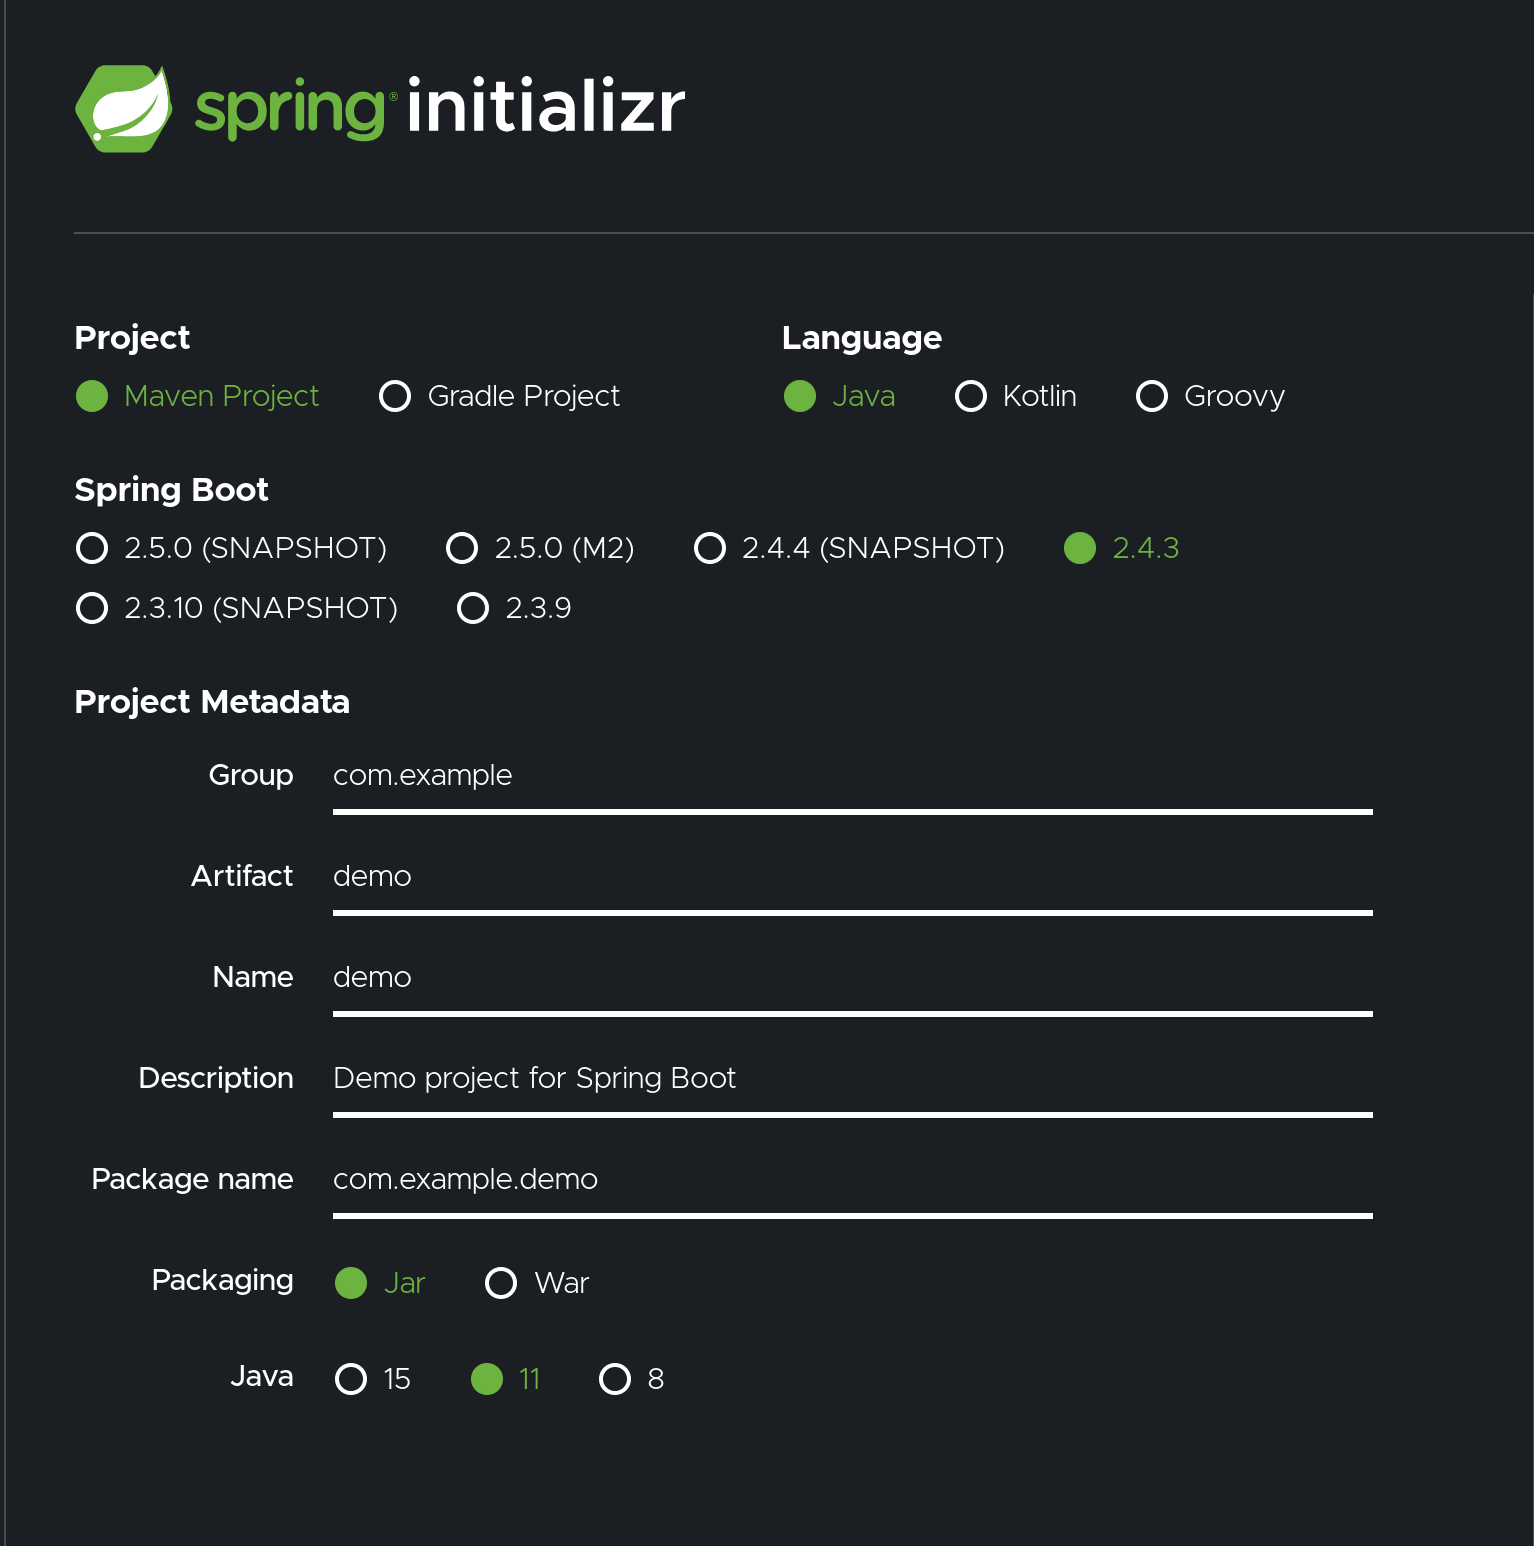 spring® initializr
Project
Maven Project Gradle Project
Language
Java Kotlin Groovy
Spring Boot
2.5.0 (SNAPSHOT) 2.5.0 (M2) 2.4.4 (SNAPSHOT) 2.4.3
2.3.10 (SNAPSHOT) 2.3.9
Project Metadata
Group com.example
Artifact demo
Name demo
Description Demo project for Spring Boot
Package name com.example.demo
Packaging Jar War
Java 15 11 8